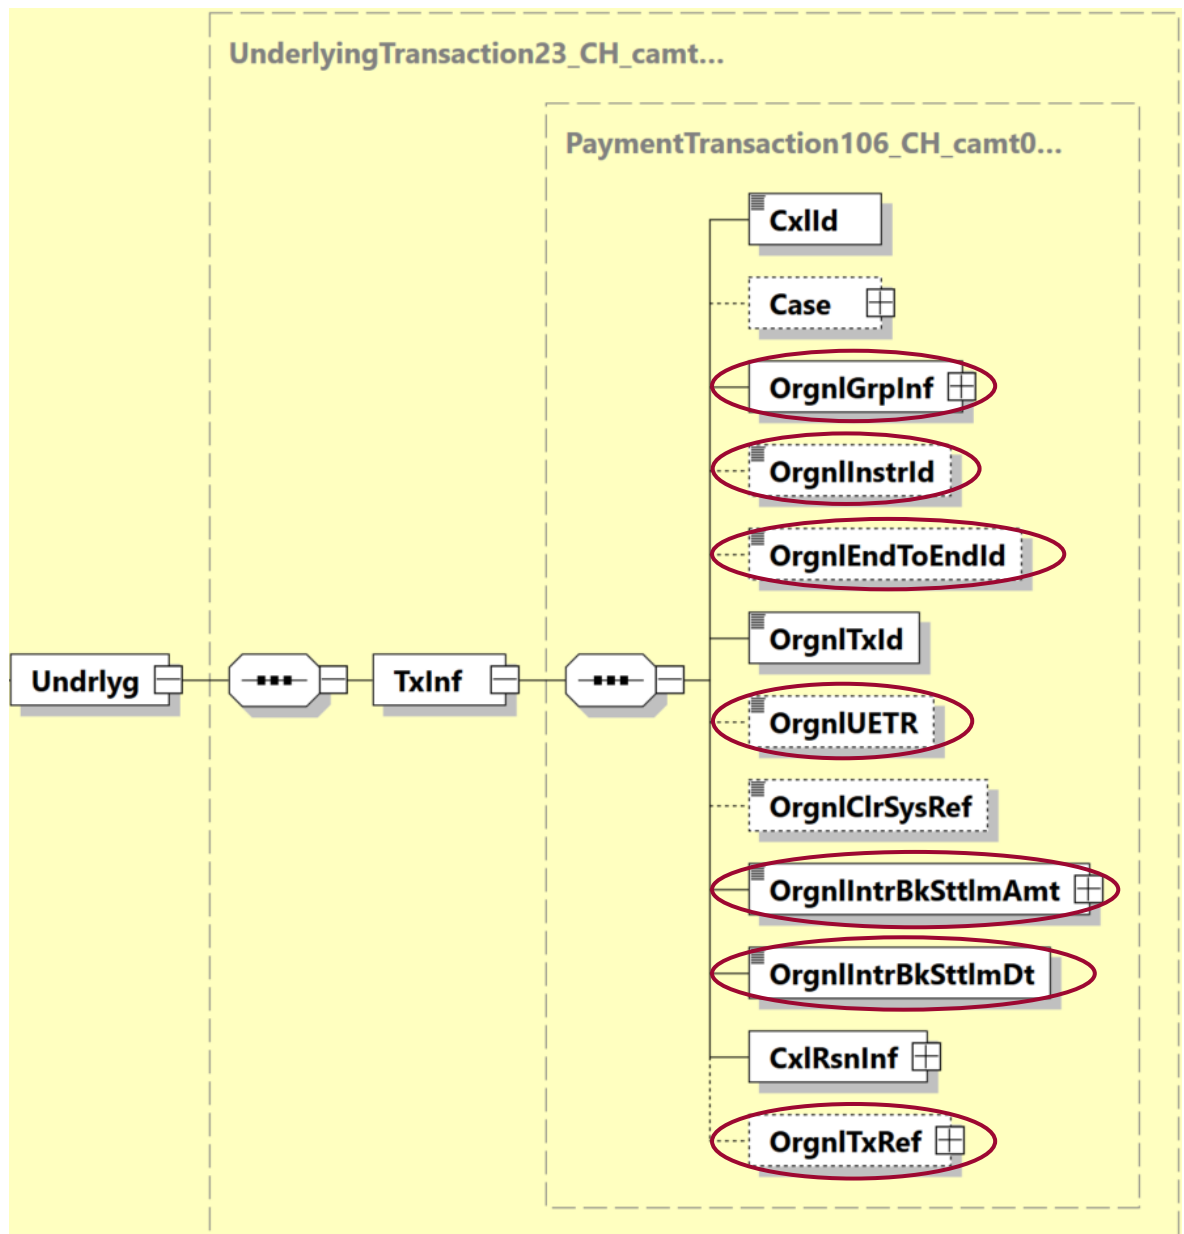 UnderlyingTransaction23_CH_camt...
PaymentTransaction106_CH_camt0...
CxlId
Case
OrgnlGrpInf
OrgnlInstrId
OrgnlEndToEndId
OrgnlTxId
Undrlyg
TxInf
OrgnlUETR
OrgnlClrSysRef
OrgnlIntrBkSttlmAmt
OrgnlIntrBkSttlmDt
CxlRsnInf
OrgnlTxRef